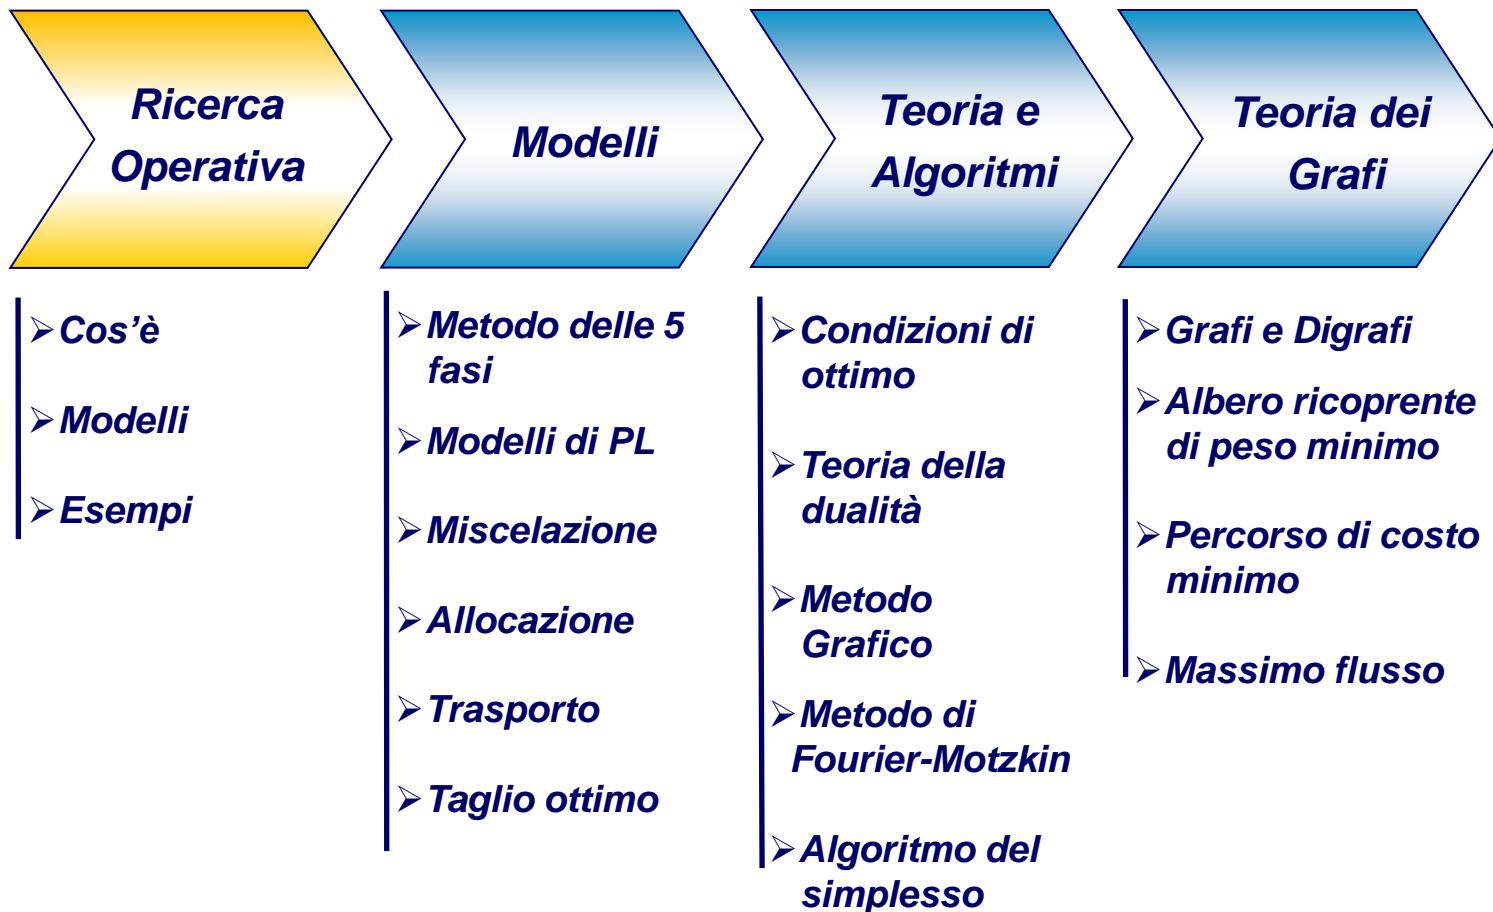 Ricerca
Operativa
➢Cos’è
➢Modelli
➢Esempi
Modelli
➢Metodo delle 5
fasi
➢Modelli di PL
➢Miscelazione
➢Allocazione
➢Trasporto
➢Taglio ottimo
Teoria e
Algoritmi
➢Condizioni di
ottimo
➢Teoria della
dualità
➢Metodo
Grafico
➢Metodo di
Fourier-Motzkin
➢Algoritmo del
simplesso
Teoria dei
Grafi
➢Grafi e Digrafi
➢Albero ricoprente
di peso minimo
➢Percorso di costo
minimo
➢Massimo flusso